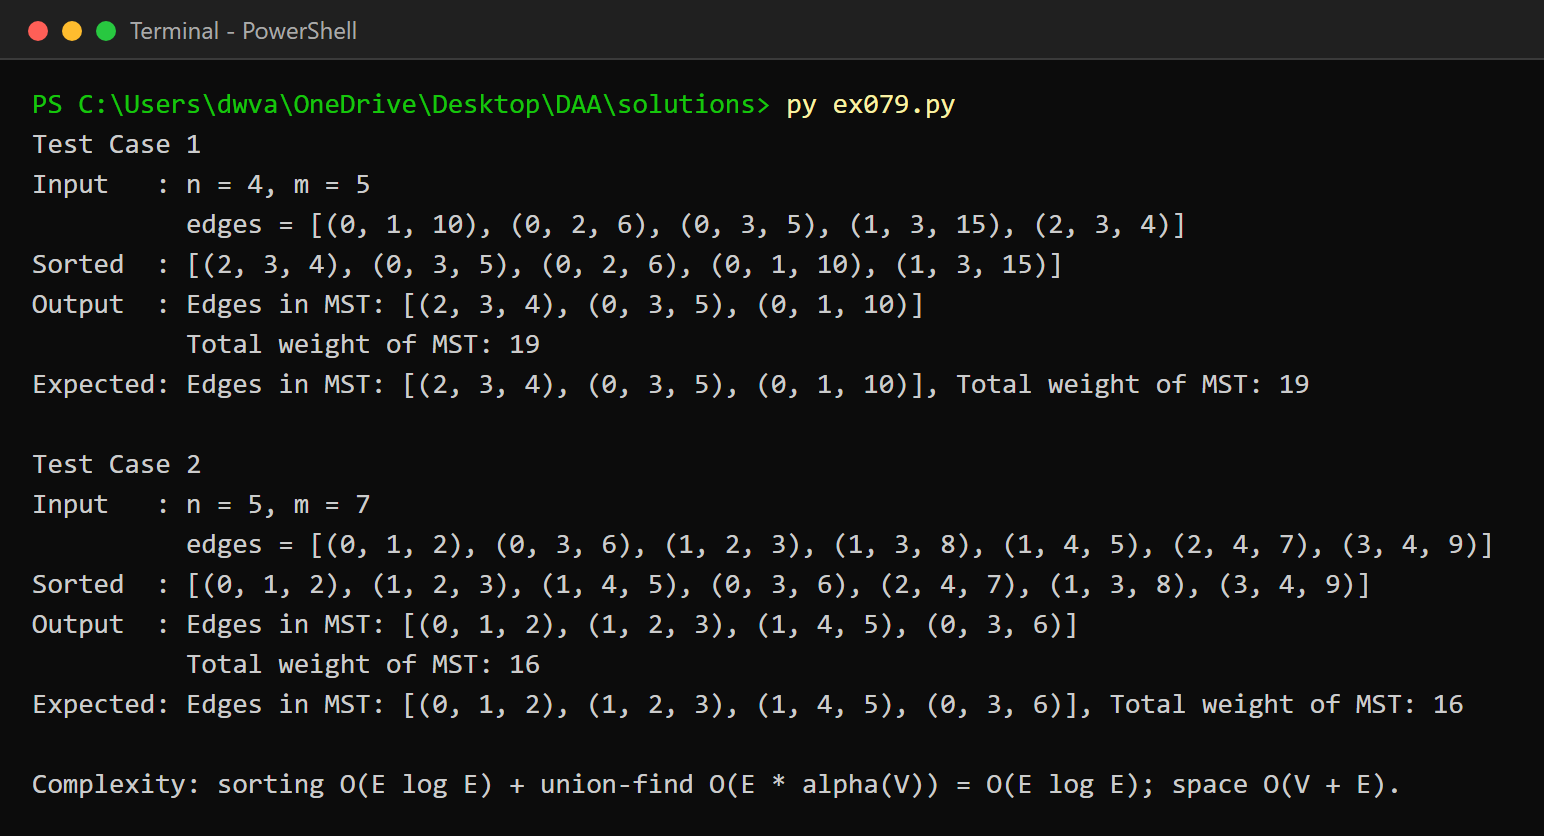 Terminal - PowerShell
PS C:\Users\dwva\OneDrive\Desktop\DAA\solutions> py ex079.py
Test Case 1
Input   : n = 4, m = 5
          edges = [(0, 1, 10), (0, 2, 6), (0, 3, 5), (1, 3, 15), (2, 3, 4)]
Sorted  : [(2, 3, 4), (0, 3, 5), (0, 2, 6), (0, 1, 10), (1, 3, 15)]
Output  : Edges in MST: [(2, 3, 4), (0, 3, 5), (0, 1, 10)]
          Total weight of MST: 19
Expected: Edges in MST: [(2, 3, 4), (0, 3, 5), (0, 1, 10)], Total weight of MST: 19
Test Case 2
Input   : n = 5, m = 7
          edges = [(0, 1, 2), (0, 3, 6), (1, 2, 3), (1, 3, 8), (1, 4, 5), (2, 4, 7), (3, 4, 9)]
Sorted  : [(0, 1, 2), (1, 2, 3), (1, 4, 5), (0, 3, 6), (2, 4, 7), (1, 3, 8), (3, 4, 9)]
Output  : Edges in MST: [(0, 1, 2), (1, 2, 3), (1, 4, 5), (0, 3, 6)]
          Total weight of MST: 16
Expected: Edges in MST: [(0, 1, 2), (1, 2, 3), (1, 4, 5), (0, 3, 6)], Total weight of MST: 16
Complexity: sorting O(E log E) + union-find O(E * alpha(V)) = O(E log E); space O(V + E).